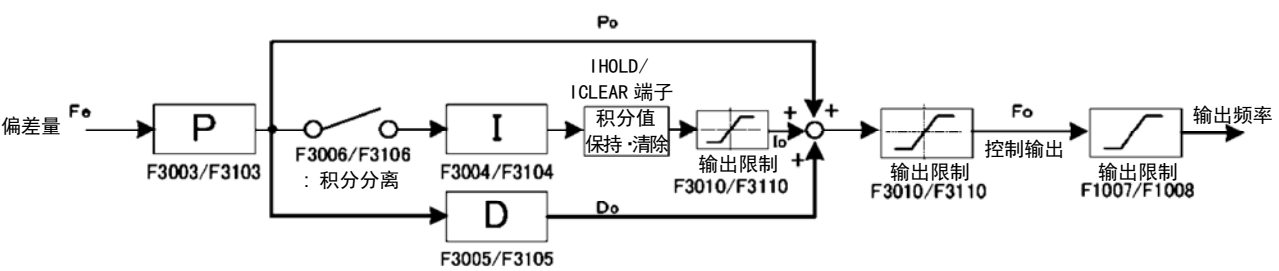 Po
IHOLD/
ICLEAR 端子
偏差量
Fe
P
I
积分值
保持·清除
Io
+
+
+
Fo
控制输出
输出频率
F3003/F3103
F3006/F3106
: 积分分离
F3004/F3104
输出限制
F3010/F3110
输出限制
F3010/F3110
输出限制
F1007/F1008
D
Do
F3005/F3105